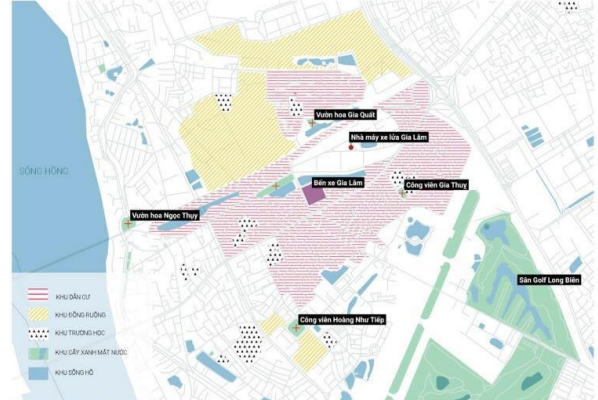 Vườn hoa Gia Quất
Nhà máy xe lửa Gia Lâm
SÔNG HỒNG
Bến xe Gia Lâm
Công viên Gia Thuỵ
Vườn hoa Ngọc Thụy
Sân Golf Long Biên
KHU DÂN CƯ
KHU ĐỒNG RUỘNG
Công viên Hoàng Như Tiếp
KHU TRƯỜNG HỌC
KHU CÂY XANH MẶT NƯỚC
KHU SÔNG HỒ